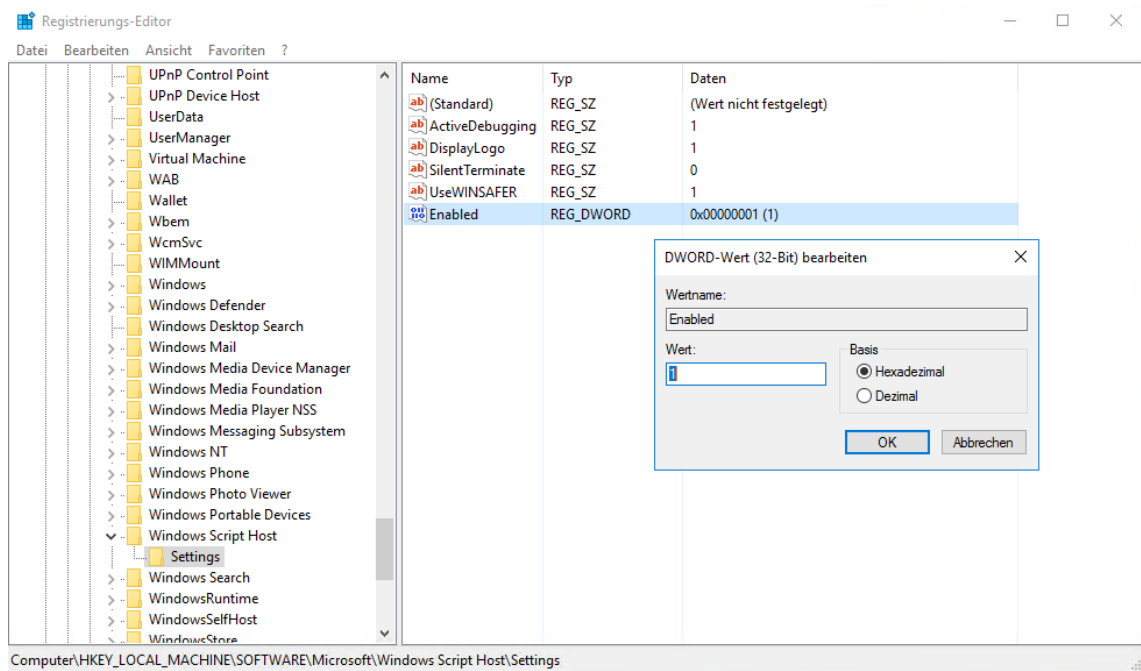 Registrierungs-Editor
Datei Bearbeiten Ansicht Favoriten ?
UPnP Control Point
UPnP Device Host
UserData
UserManager
Virtual Machine
WAB
Wallet
Wbem
WcmSvc
WIMMount
Windows
Windows Defender
Windows Desktop Search
Windows Mail
Windows Media Device Manager
Windows Media Foundation
Windows Media Player NSS
Windows Messaging Subsystem
Windows NT
Windows Phone
Windows Photo Viewer
Windows Portable Devices
Windows Script Host
Settings
Windows Search
WindowsRuntime
WindowsSelfHost
WindowsStore
Name Typ Daten
(Standard) REG_SZ (Wert nicht festgelegt)
ActiveDebugging REG_SZ 1
DisplayLogo REG_SZ 1
SilentTerminate REG_SZ 0
UseWINSAFER REG_SZ 1
Enabled REG_DWORD 0x00000001 (1)
DWORD-Wert (32-Bit) bearbeiten
Wertname:
Enabled
Wert:
1
Basis
Hexadezimal
Dezimal
OK Abbrechen
Computer\HKEY_LOCAL_MACHINE\SOFTWARE\Microsoft\Windows Script Host\Settings